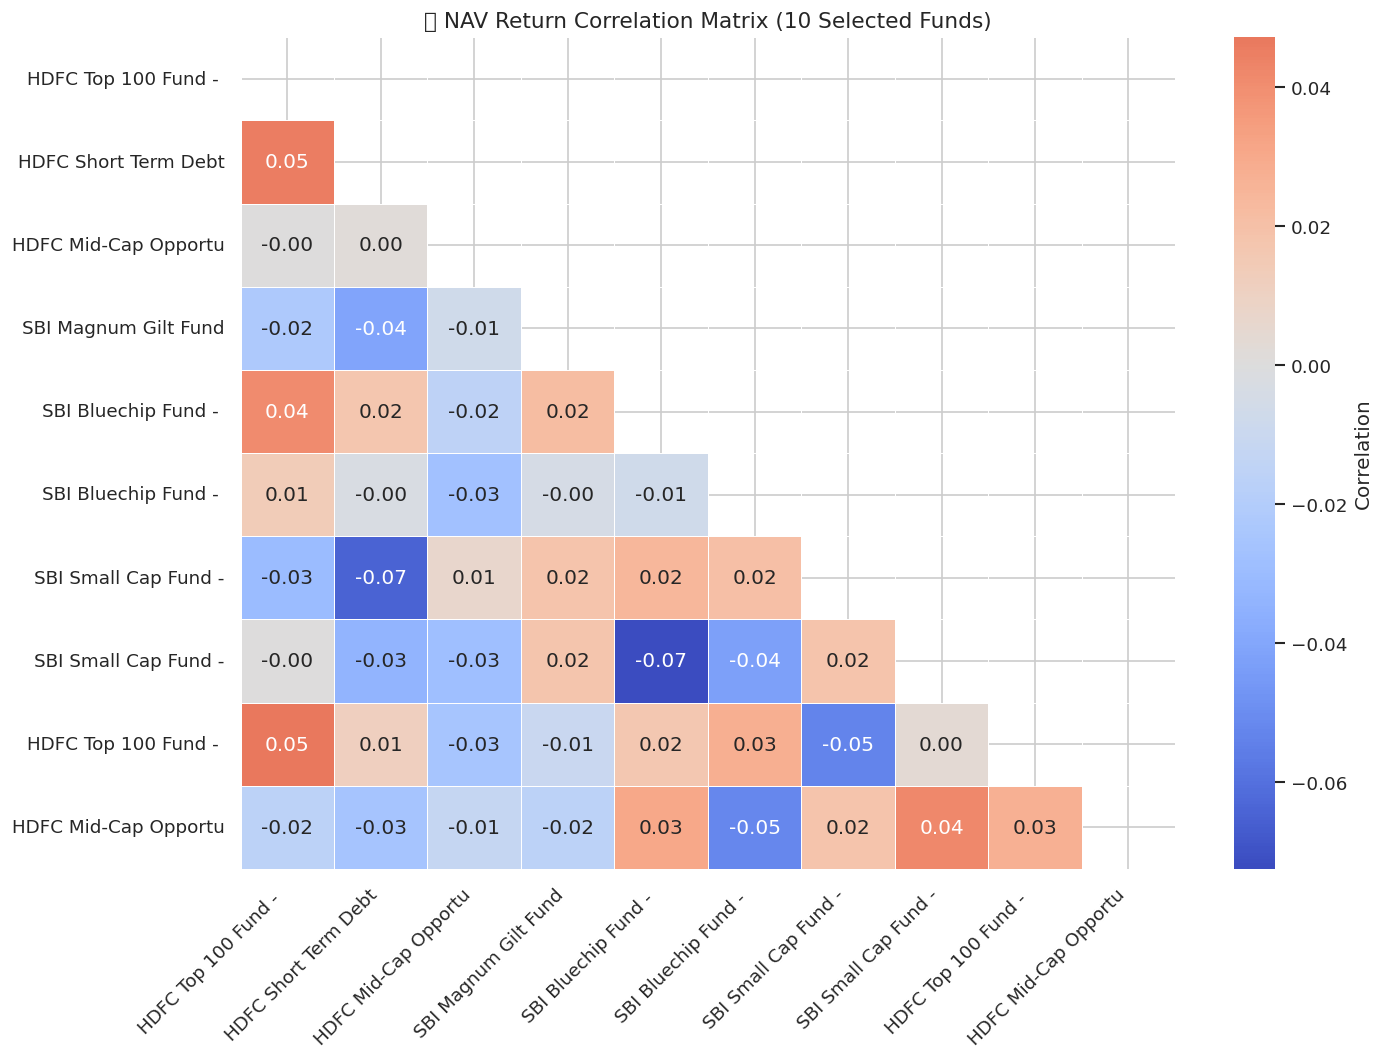 ▯ NAV Return Correlation Matrix (10 Selected Funds)
HDFC Top 100 Fund -
HDFC Short Term Debt
0.05
HDFC Mid-Cap Opportu
-0.00 0.00
SBI Magnum Gilt Fund
-0.02 -0.04 -0.01
SBI Bluechip Fund -
0.04 0.02 -0.02 0.02
SBI Bluechip Fund -
0.01 -0.00 -0.03 -0.00 -0.01
SBI Small Cap Fund -
-0.03 -0.07 0.01 0.02 0.02 0.02
SBI Small Cap Fund -
-0.00 -0.03 -0.03 0.02 -0.07 -0.04 0.02
HDFC Top 100 Fund -
0.05 0.01 -0.03 -0.01 0.02 0.03 -0.05 0.00
HDFC Mid-Cap Opportu
-0.02 -0.03 -0.01 -0.02 0.03 -0.05 0.02 0.04 0.03
HDFC Top 100 Fund -
HDFC Short Term Debt
HDFC Mid-Cap Opportu
SBI Magnum Gilt Fund
SBI Bluechip Fund -
SBI Bluechip Fund -
SBI Small Cap Fund -
SBI Small Cap Fund -
HDFC Top 100 Fund -
HDFC Mid-Cap Opportu
0.04
0.02
0.00
−0.02
−0.04
−0.06
Correlation